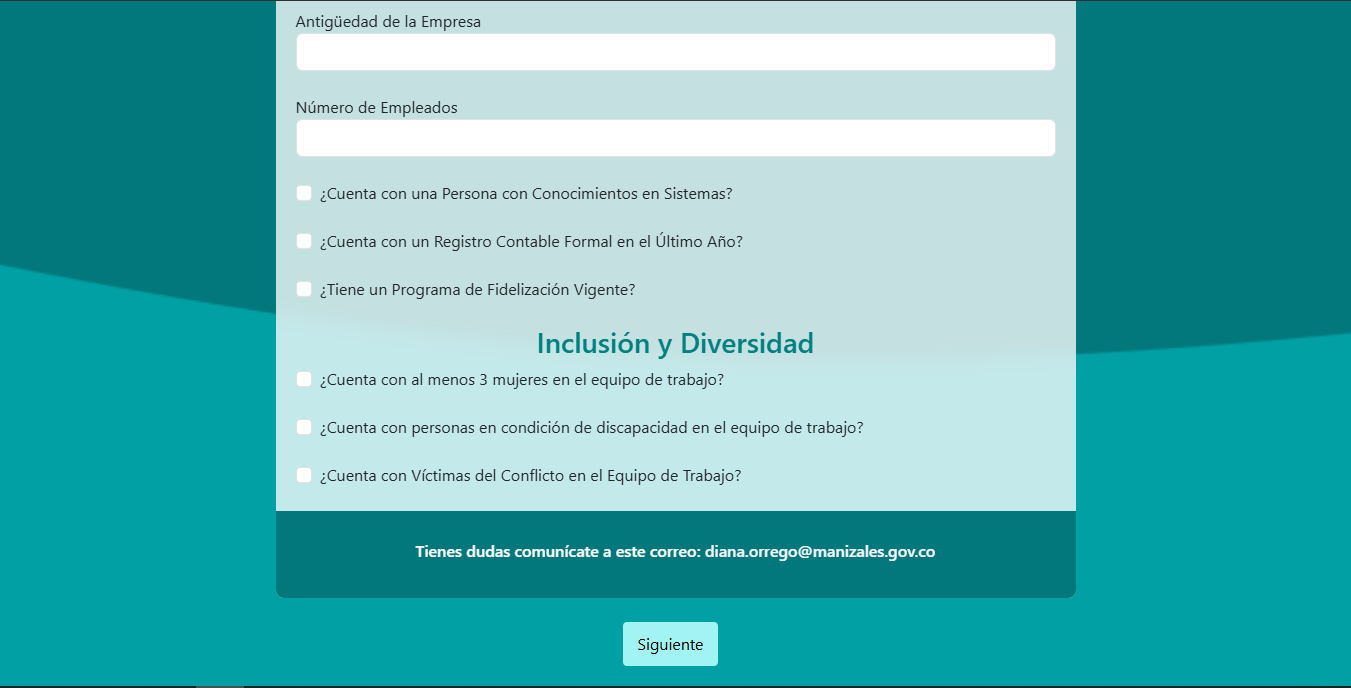 Antigüedad de la Empresa
Número de Empleados
¿Cuenta con una Persona con Conocimientos en Sistemas?
¿Cuenta con un Registro Contable Formal en el Último Año?
¿Tiene un Programa de Fidelización Vigente?
Inclusión y Diversidad
¿Cuenta con al menos 3 mujeres en el equipo de trabajo?
¿Cuenta con personas en condición de discapacidad en el equipo de trabajo?
¿Cuenta con Víctimas del Conflicto en el Equipo de Trabajo?
Tienes dudas comunícate a este correo: diana.orrego@manizales.gov.co
Siguiente